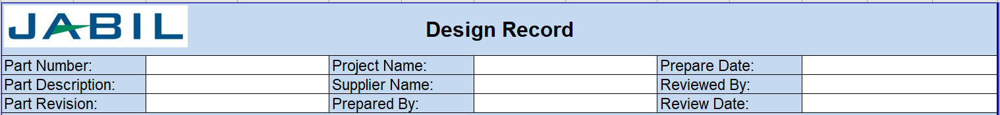 JABIL
Design Record
Part Number: Project Name: Prepare Date:
Part Description: Supplier Name: Reviewed By:
Part Revision: Prepared By: Review Date: